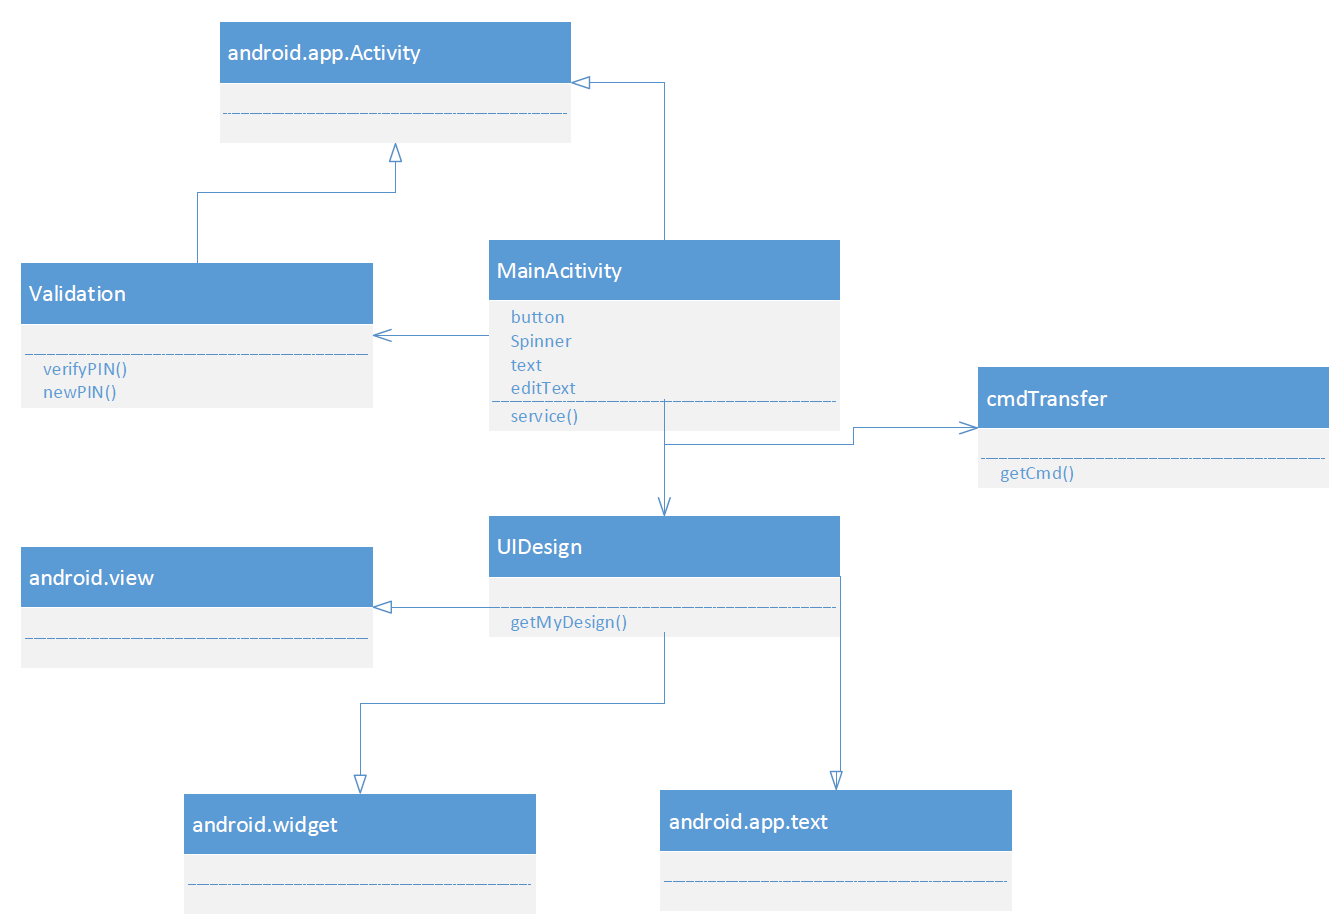 android.app.Activity
Validation
verifyPIN()
newPIN()
MainAcitivity
button
Spinner
text
editText
service()
cmdTransfer
getCmd()
UIDesign
getMyDesign()
android.view
android.widget
android.app.text